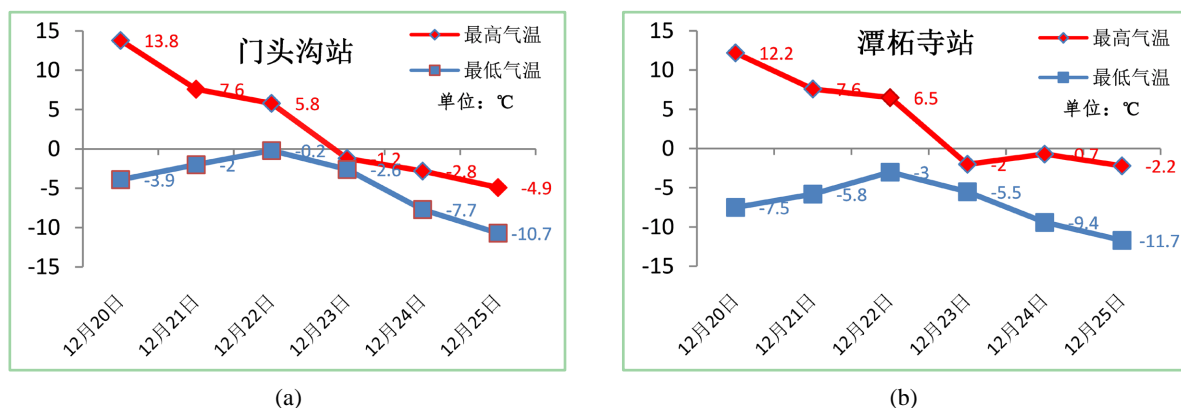 门头沟站
最高气温
最低气温
单位：℃
15
10
5
0
-5
-10
-15
13.8
7.6
5.8
-1.2
-2.8
-4.9
-3.9
-2
-0.2
-2.6
-7.7
-10.7
12月20日
12月21日
12月22日
12月23日
12月24日
12月25日
(a)
潭柘寺站
最高气温
最低气温
单位：℃
15
10
5
0
-5
-10
-15
12.2
7.6
6.5
-2
-0.7
-2.2
-7.5
-5.8
-3
-5.5
-9.4
-11.7
12月20日
12月21日
12月22日
12月23日
12月24日
12月25日
(b)